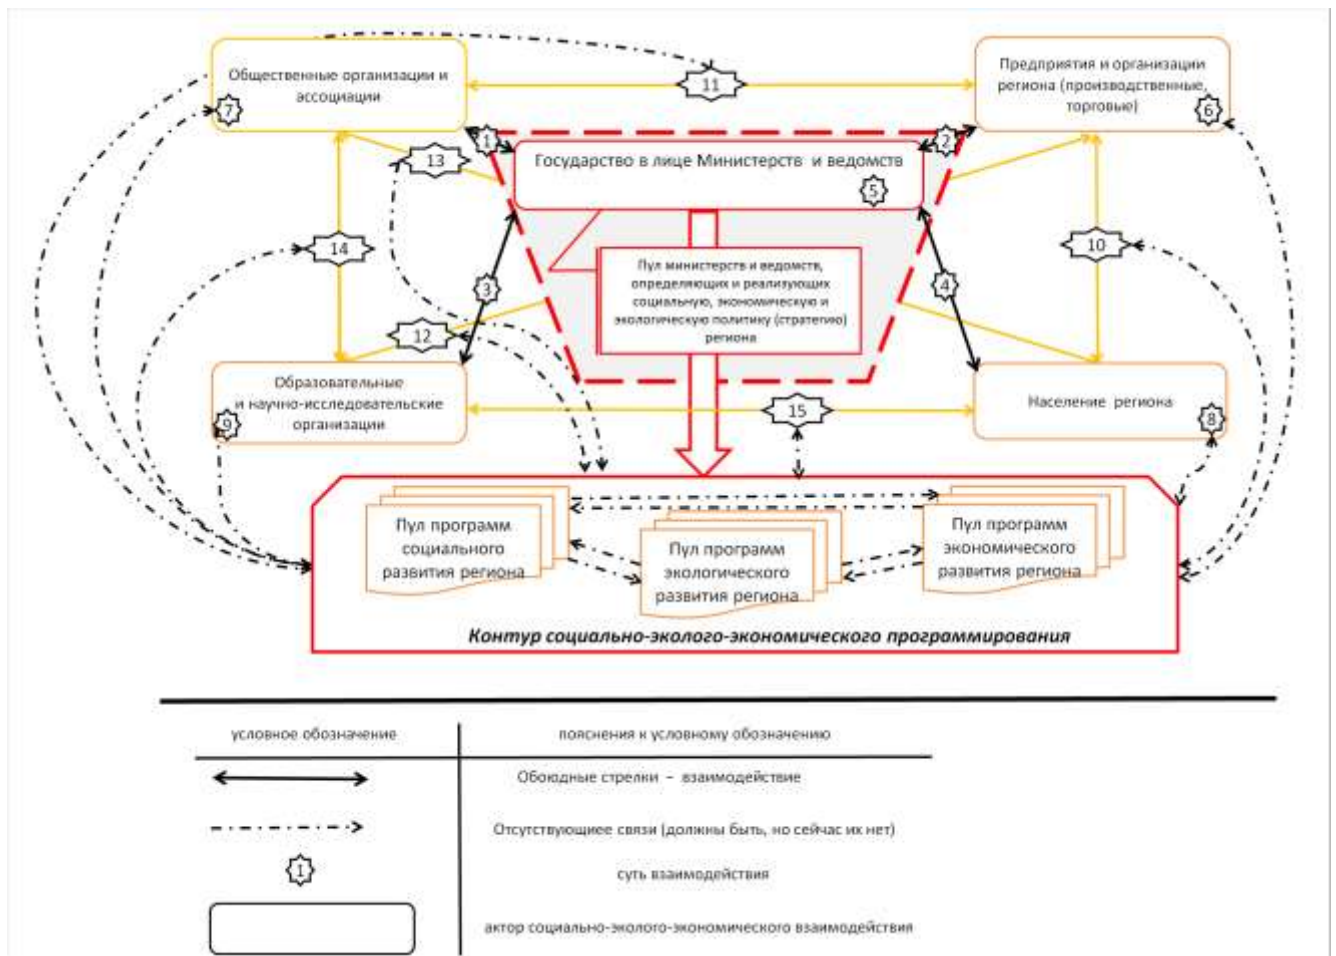 Общественные организации и
ассоциации
7
11
Предприятия и организации
региона (производственные,
торговые)
6
1
2
13
Государство в лице Министерств и ведомств
5
14
10
3
4
Пул министерств и ведомств,
определяющих и реализующих
социальную, экономическую и
экологическую политику (стратегию)
региона
12
Образовательные
и научно-исследовательские
организации
9
15
Население региона
8
Пул программ
социального
развития региона
Пул программ
экологического
развития региона
Пул программ
экономического
развития региона
Контур социально-эколого-экономического программирования
условное обозначение
пояснения к условному обозначению
Обоюдные стрелки – взаимодействие
Отсутствующиее связи (должны быть, но сейчас их нет)
1
суть взаимодействия
актор социально-эколого-экономического взаимодействия